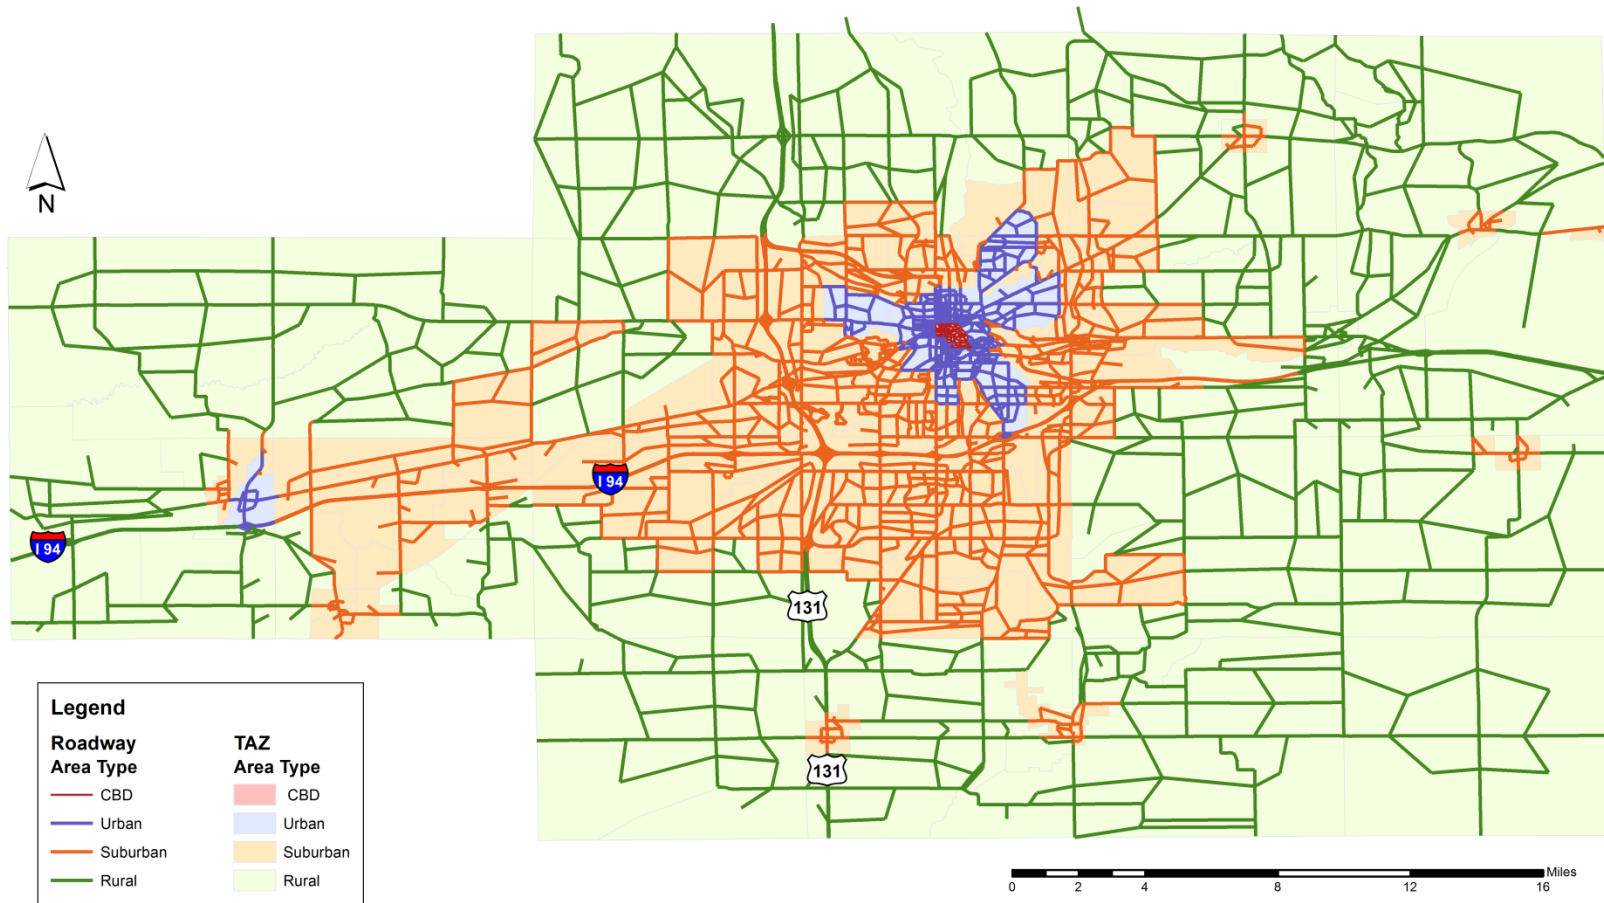 N
I 94
I 94
131
131
Legend
Roadway
Area Type
CBD
Urban
Suburban
Rural
TAZ
Area Type
CBD
Urban
Suburban
Rural
Miles
0 2 4 8 12 16